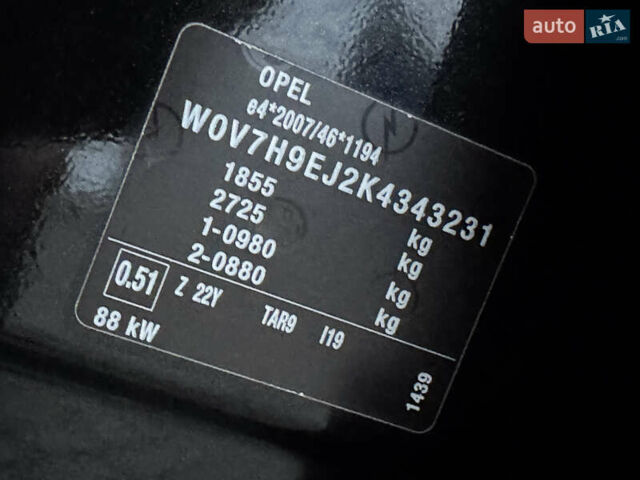 auto RIA.com
OPEL
e4*2007/46*1194
W0V7H9EJ2K4343231
1855 kg
2725 kg
1-0980 kg
2-0880 kg
0.51 Z 22Y TAR9 I19
88 kW 1439